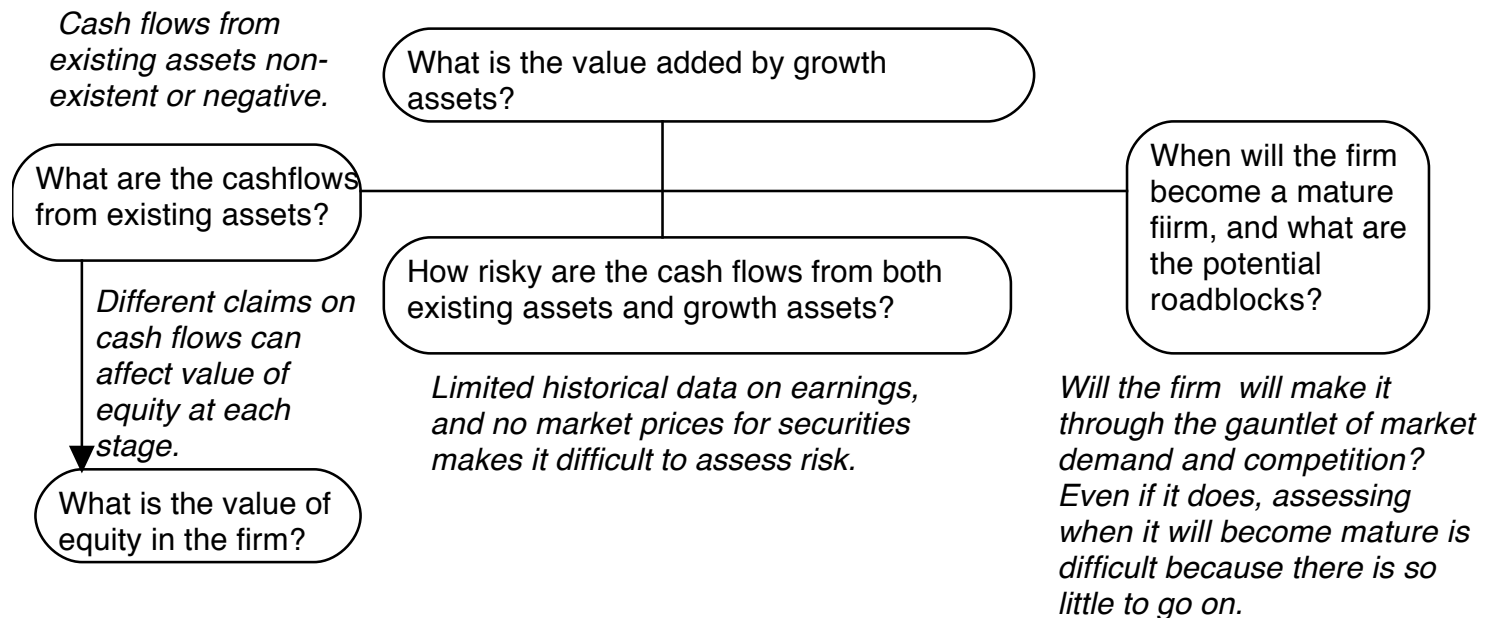 Cash flows from
existing assets non-
existent or negative.
What is the value added by growth
assets?
What are the cashflows
from existing assets?
When will the firm
become a mature
fiirm, and what are
the potential
roadblocks?
How risky are the cash flows from both
existing assets and growth assets?
Different claims on
cash flows can
affect value of
equity at each
stage.
Limited historical data on earnings,
and no market prices for securities
makes it difficult to assess risk.
Will the firm  will make it
through the gauntlet of market
demand and competition?
Even if it does, assessing
when it will become mature is
difficult because there is so
little to go on.
What is the value of
equity in the firm?